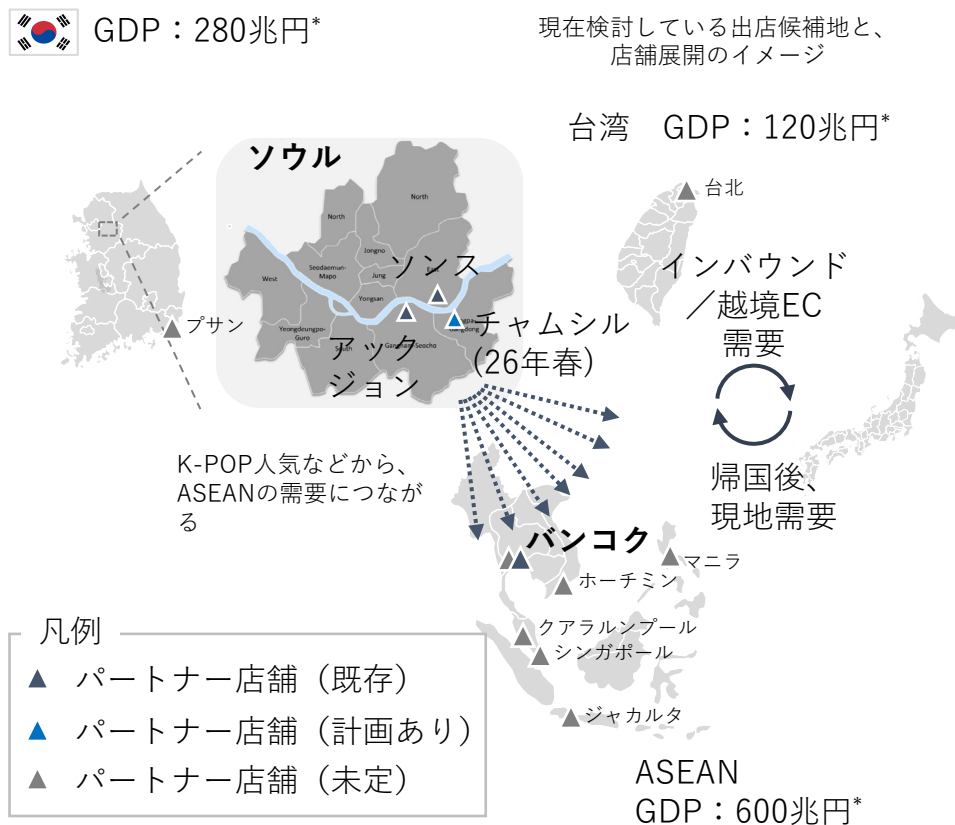 GDP：280兆円*
現在検討している出店候補地と、
店舗展開のイメージ
台湾　GDP：120兆円*
ソウル
台北
North
North
Jongno
ソンス
East
Seodaemun-
Mapo
Jung
West
Yongsan
インバウンド
／越境EC
需要
プサン
チャムシル
(26年春)
Yeongdeungpo-
Guro
South
Gangnam-Seocho
アック
ジョン
K-POP人気などから、
ASEANの需要につなが
る
帰国後、
現地需要
バンコク
マニラ
ホーチミン
クアラルンプール
シンガポール
ジャカルタ
凡例
パートナー店舗（既存）
パートナー店舗（計画あり）
パートナー店舗（未定）
ASEAN
GDP：600兆円*